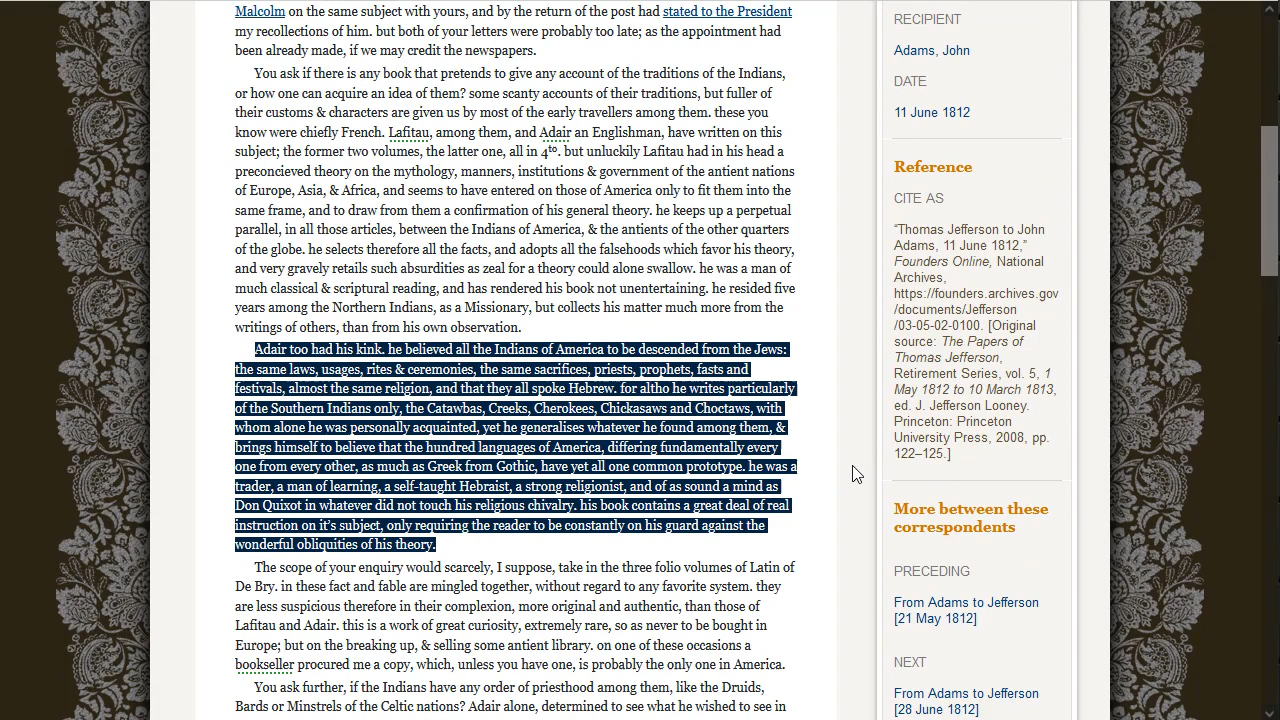 Malcolm on the same subject with yours, and by the return of the post had stated to the President
my recollections of him. but both of your letters were probably too late; as the appointment had
been already made, if we may credit the newspapers.
You ask if there is any book that pretends to give any account of the traditions of the Indians,
or how one can acquire an idea of them? some scanty accounts of their traditions, but fuller of
their customs & characters are given us by most of the early travellers among them. these you
know were chiefly French. Lafitau, among them, and Adair an Englishman, have written on this
subject; the former two volumes, the latter one, all in 4to. but unluckily Lafitau had in his head a
preconcieved theory on the mythology, manners, institutions & government of the antient nations
of Europe, Asia, & Africa, and seems to have entered on those of America only to fit them into the
same frame, and to draw from them a confirmation of his general theory. he keeps up a perpetual
parallel, in all those articles, between the Indians of America, & the antients of the other quarters
of the globe. he selects therefore all the facts, and adopts all the falsehoods which favor his theory,
and very gravely retails such absurdities as zeal for a theory could alone swallow. he was a man of
much classical & scriptural reading, and has rendered his book not unentertaining. he resided five
years among the Northern Indians, as a Missionary, but collects his matter much more from the
writings of others, than from his own observation.
Adair too had his kink. he believed all the Indians of America to be descended from the Jews:
the same laws, usages, rites & ceremonies, the same sacrifices, priests, prophets, fasts and
festivals, almost the same religion, and that they all spoke Hebrew. for altho he writes particularly
of the Southern Indians only, the Catawbas, Creeks, Cherokees, Chickasaws and Choctaws, with
whom alone he was personally acquainted, yet he generalises whatever he found among them, &
brings himself to believe that the hundred languages of America, differing fundamentally every
one from every other, as much as Greek from Gothic, have yet all one common prototype. he was a
trader, a man of learning, a self-taught Hebraist, a strong religionist, and of as sound a mind as
Don Quixot in whatever did not touch his religious chivalry. his book contains a great deal of real
instruction on it's subject, only requiring the reader to be constantly on his guard against the
wonderful obliquities of his theory.
The scope of your enquiry would scarcely, I suppose, take in the three folio volumes of Latin of
De Bry. in these fact and fable are mingled together, without regard to any favorite system. they
are less suspicious therefore in their complexion, more original and authentic, than those of
Lafitau and Adair. this is a work of great curiosity, extremely rare, so as never to be bought in
Europe; but on the breaking up, & selling some antient library. on one of these occasions a
bookseller procured me a copy, which, unless you have one, is probably the only one in America.
You ask further, if the Indians have any order of priesthood among them, like the Druids,
Bards or Minstrels of the Celtic nations? Adair alone, determined to see what he wished to see in
RECIPIENT
Adams, John
DATE
11 June 1812
Reference
CITE AS
“Thomas Jefferson to John
Adams, 11 June 1812,”
Founders Online, National
Archives,
https://founders.archives.gov
/documents/Jefferson
/03-05-02-0100. [Original
source: The Papers of
Thomas Jefferson,
Retirement Series, vol. 5, 1
May 1812 to 10 March 1813,
ed. J. Jefferson Looney.
Princeton: Princeton
University Press, 2008, pp.
122–125.]
More between these
correspondents
PRECEDING
From Adams to Jefferson
[21 May 1812]
NEXT
From Adams to Jefferson
[28 June 1812]